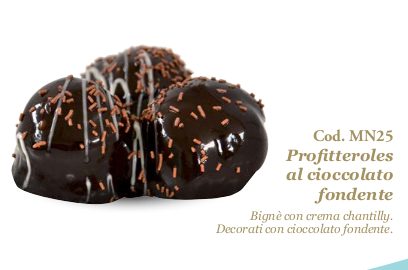 Cod. MN25
Profitteroles
al cioccolato
fondente
Bignè con crema chantilly.
Decorati con cioccolato fondente.